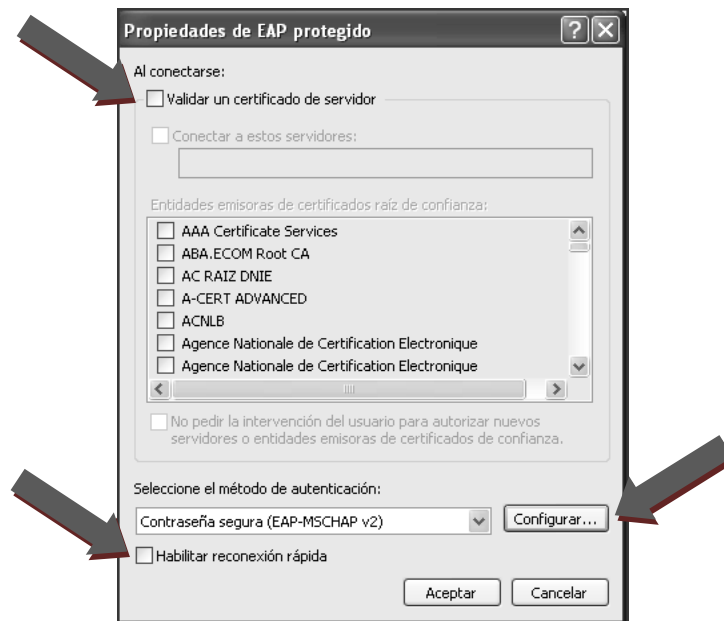 Propiedades de EAP protegido
Al conectarse:
Validar un certificado de servidor
Conectar a estos servidores:
Entidades emisoras de certificados raíz de confianza:
AAA Certificate Services
ABA.ECOM Root CA
AC RAIZ DNIE
A-CERT ADVANCED
ACNLB
Agence Nationale de Certification Electronique
Agence Nationale de Certification Electronique
No pedir la intervención del usuario para autorizar nuevos
servidores o entidades emisoras de certificados de confianza.
Seleccione el método de autenticación:
Contraseña segura (EAP-MSCHAP v2)
Configurar...
Habilitar reconexión rápida
Aceptar
Cancelar